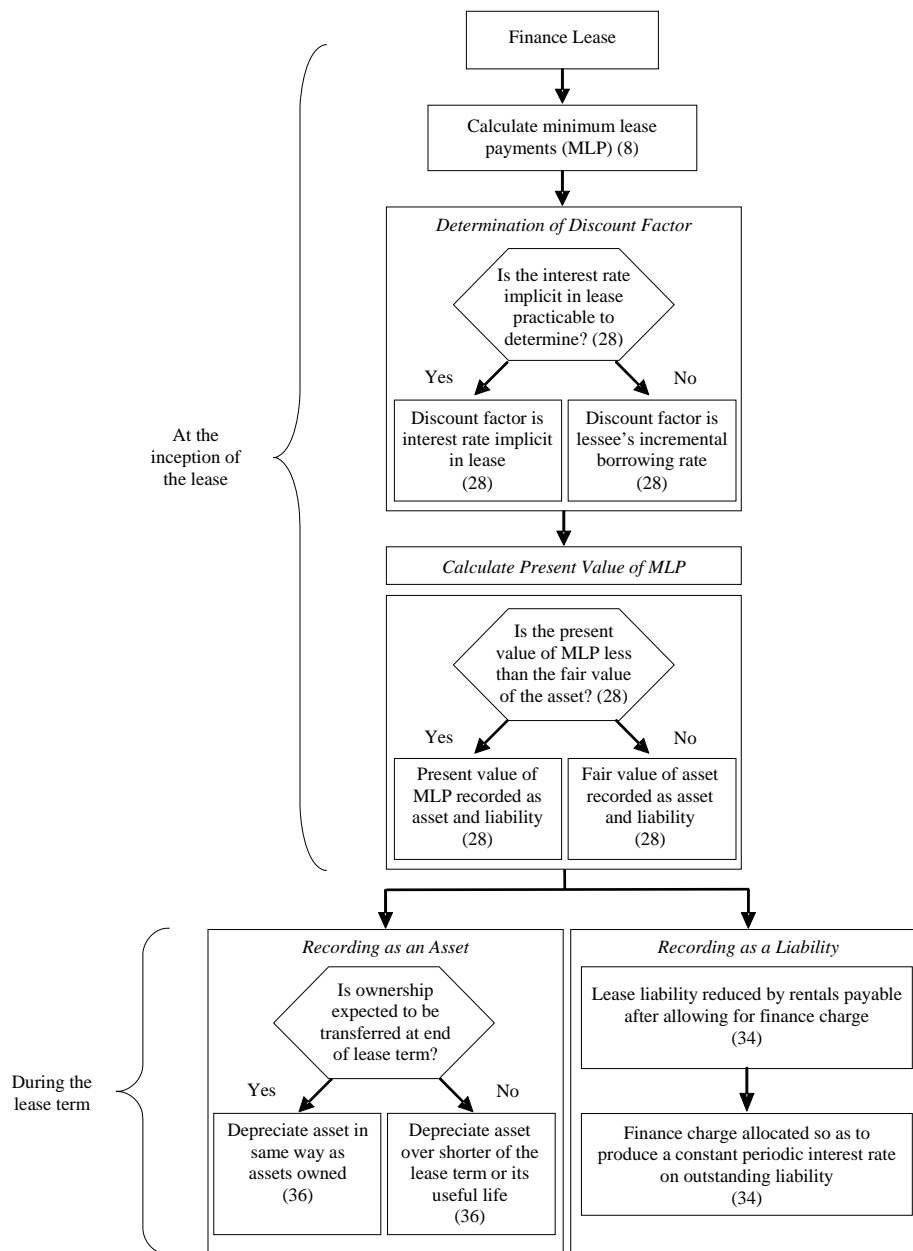 Finance Lease
Calculate minimum lease
payments (MLP) (8)
Determination of Discount Factor
Is the interest rate
implicit in lease
practicable to
determine? (28)
Yes
No
Discount factor is
interest rate implicit
in lease
(28)
Discount factor is
lessee’s incremental
borrowing rate
(28)
At the
inception of
the lease
Calculate Present Value of MLP
Is the present
value of MLP less
than the fair value
of the asset? (28)
Yes
No
Present value of
MLP recorded as
asset and liability
(28)
Fair value of asset
recorded as asset
and liability
(28)
During the
lease term
Recording as an Asset
Is ownership
expected to be
transferred at end
of lease term?
Yes
No
Depreciate asset in
same way as
assets owned
(36)
Depreciate asset
over shorter of the
lease term or its
useful life
(36)
Recording as a Liability
Lease liability reduced by rentals payable
after allowing for finance charge
(34)
Finance charge allocated so as to
produce a constant periodic interest rate
on outstanding liability
(34)